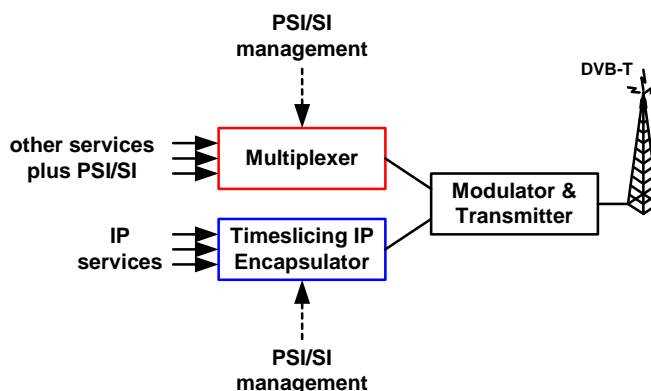 PSI/SI
management
DVB-T
other services
plus PSI/SI
Multiplexer
Modulator &
Transmitter
IP
services
Timeslicing IP
Encapsulator
PSI/SI
management